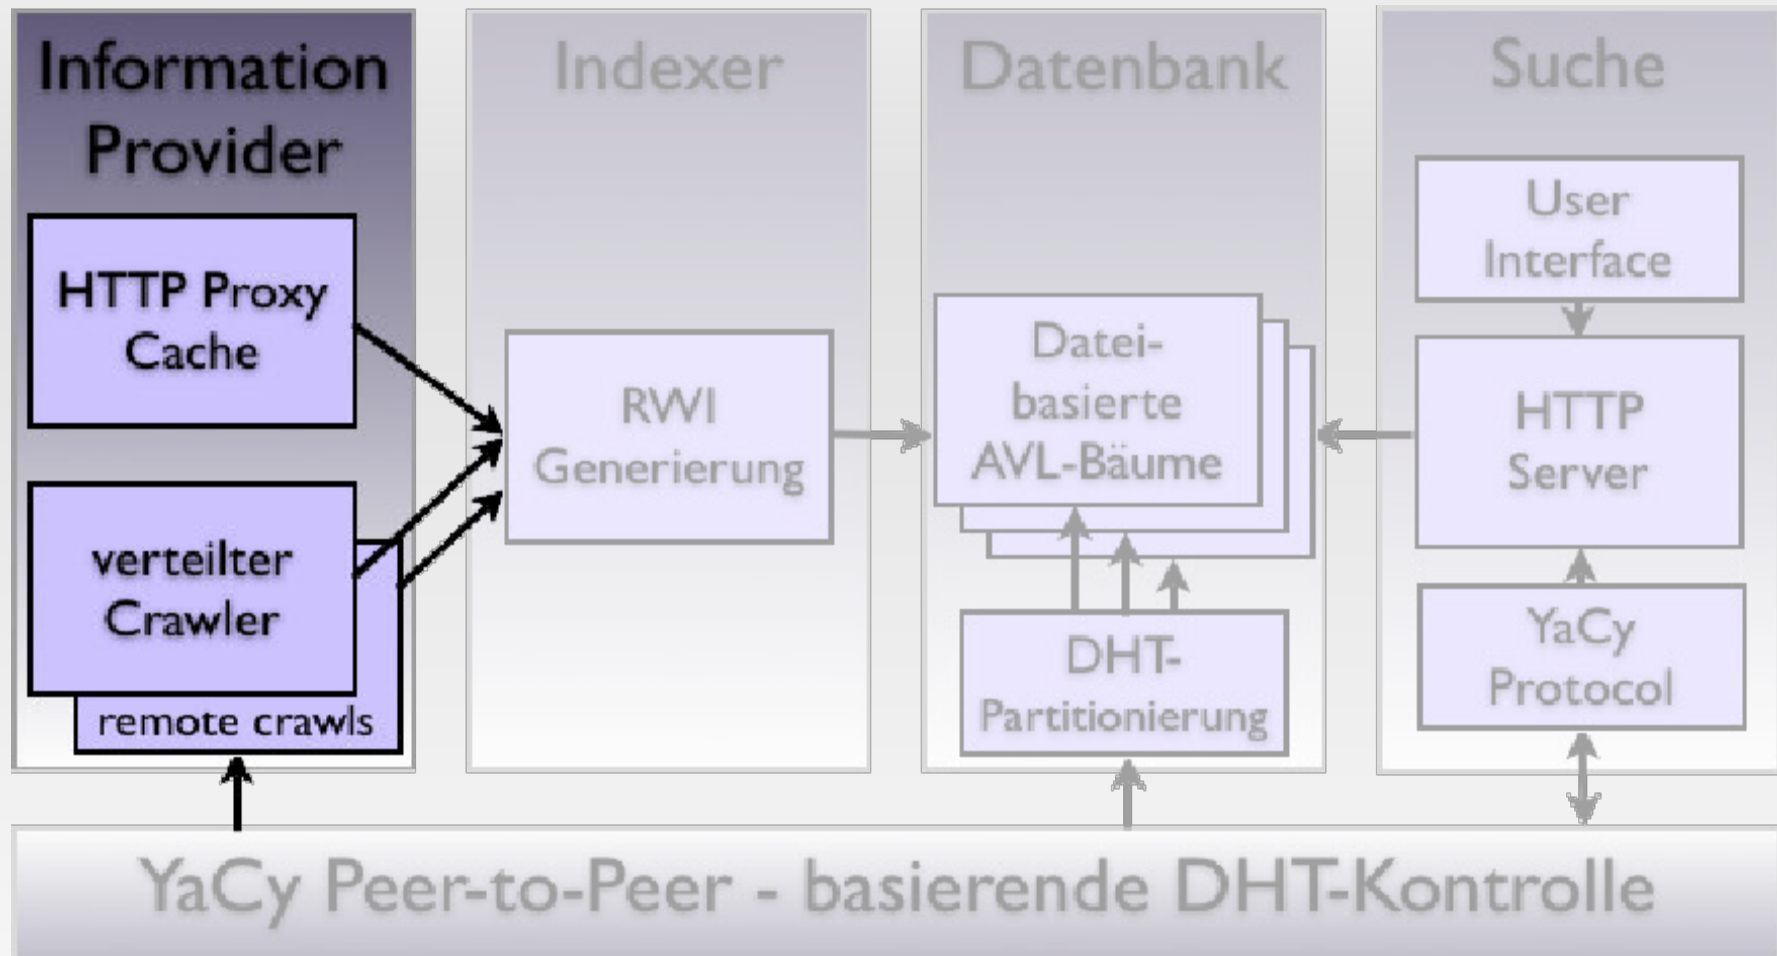 Information
Provider
HTTP Proxy
Cache
verteilter
Crawler
remote crawls
Indexer
RWI
Generierung
Datenbank
Datei-
basierte
AVL-Bäume
DHT-
Partitionierung
Suche
User
Interface
HTTP
Server
YaCy
Protocol
YaCy Peer-to-Peer - basierende DHT-Kontrolle